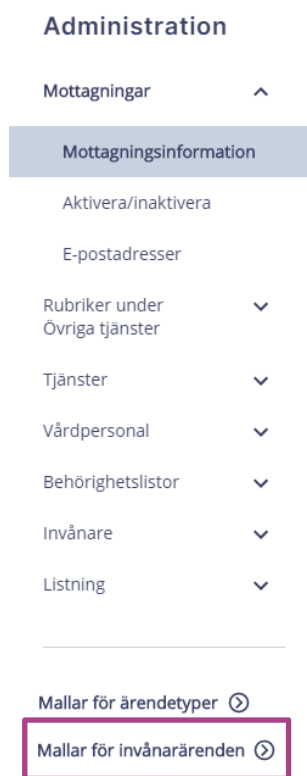 Administration
Mottagningar
Mottagningsinformation
Aktivera/inaktivera
E-postadresser
Rubriker under
Övriga tjänster
Tjänster
Vårdpersonal
Behörighetslistor
Invånare
Listning
Mallar för ärendetyper
Mallar för invånarärenden